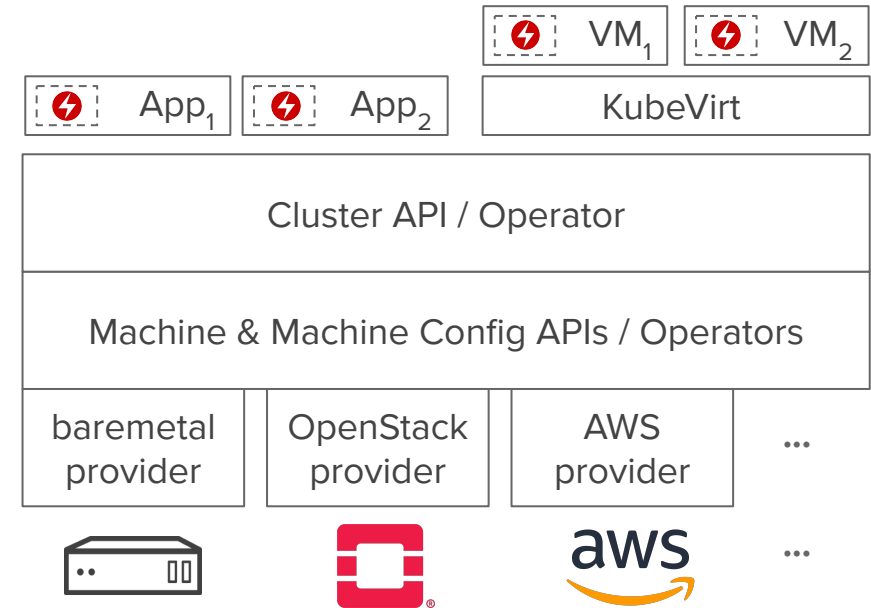 VM1 VM2
App1 App2 KubeVirt
Cluster API / Operator
Machine & Machine Config APIs / Operators
baremetal provider
OpenStack provider
AWS provider
...
®
aws
...